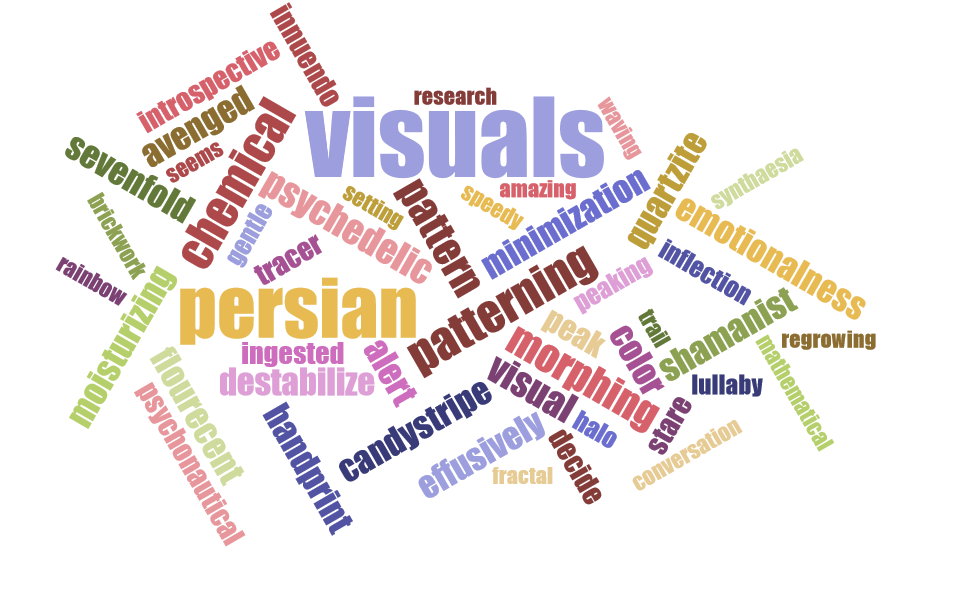 innuendo
introspective
avenged
research
visuals
waving
sevenfold
seems
chemical
quartzite
synthaesia
psychedelic
setting
pattern
speedy
amazing
minimization
emotionalness
brickwork
gentle
tracer
rainbow
moisturizing
persian
patterning
peaking
inflection
ingested
destabilize
alert
peak
color
trail
shamanist
regrowing
morphing
visual
flourecent
psychonautical
handprint
candystripe
effusively
halo
stare
lullaby
mathematical
fractal
decide
conversation